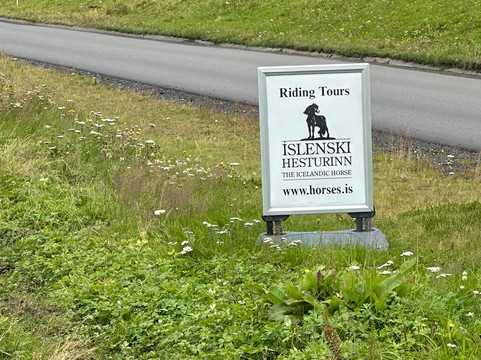 Riding Tours
ÍSLENSKI
HESTURINN
THE ICELANDIC HORSE
www.horses.is